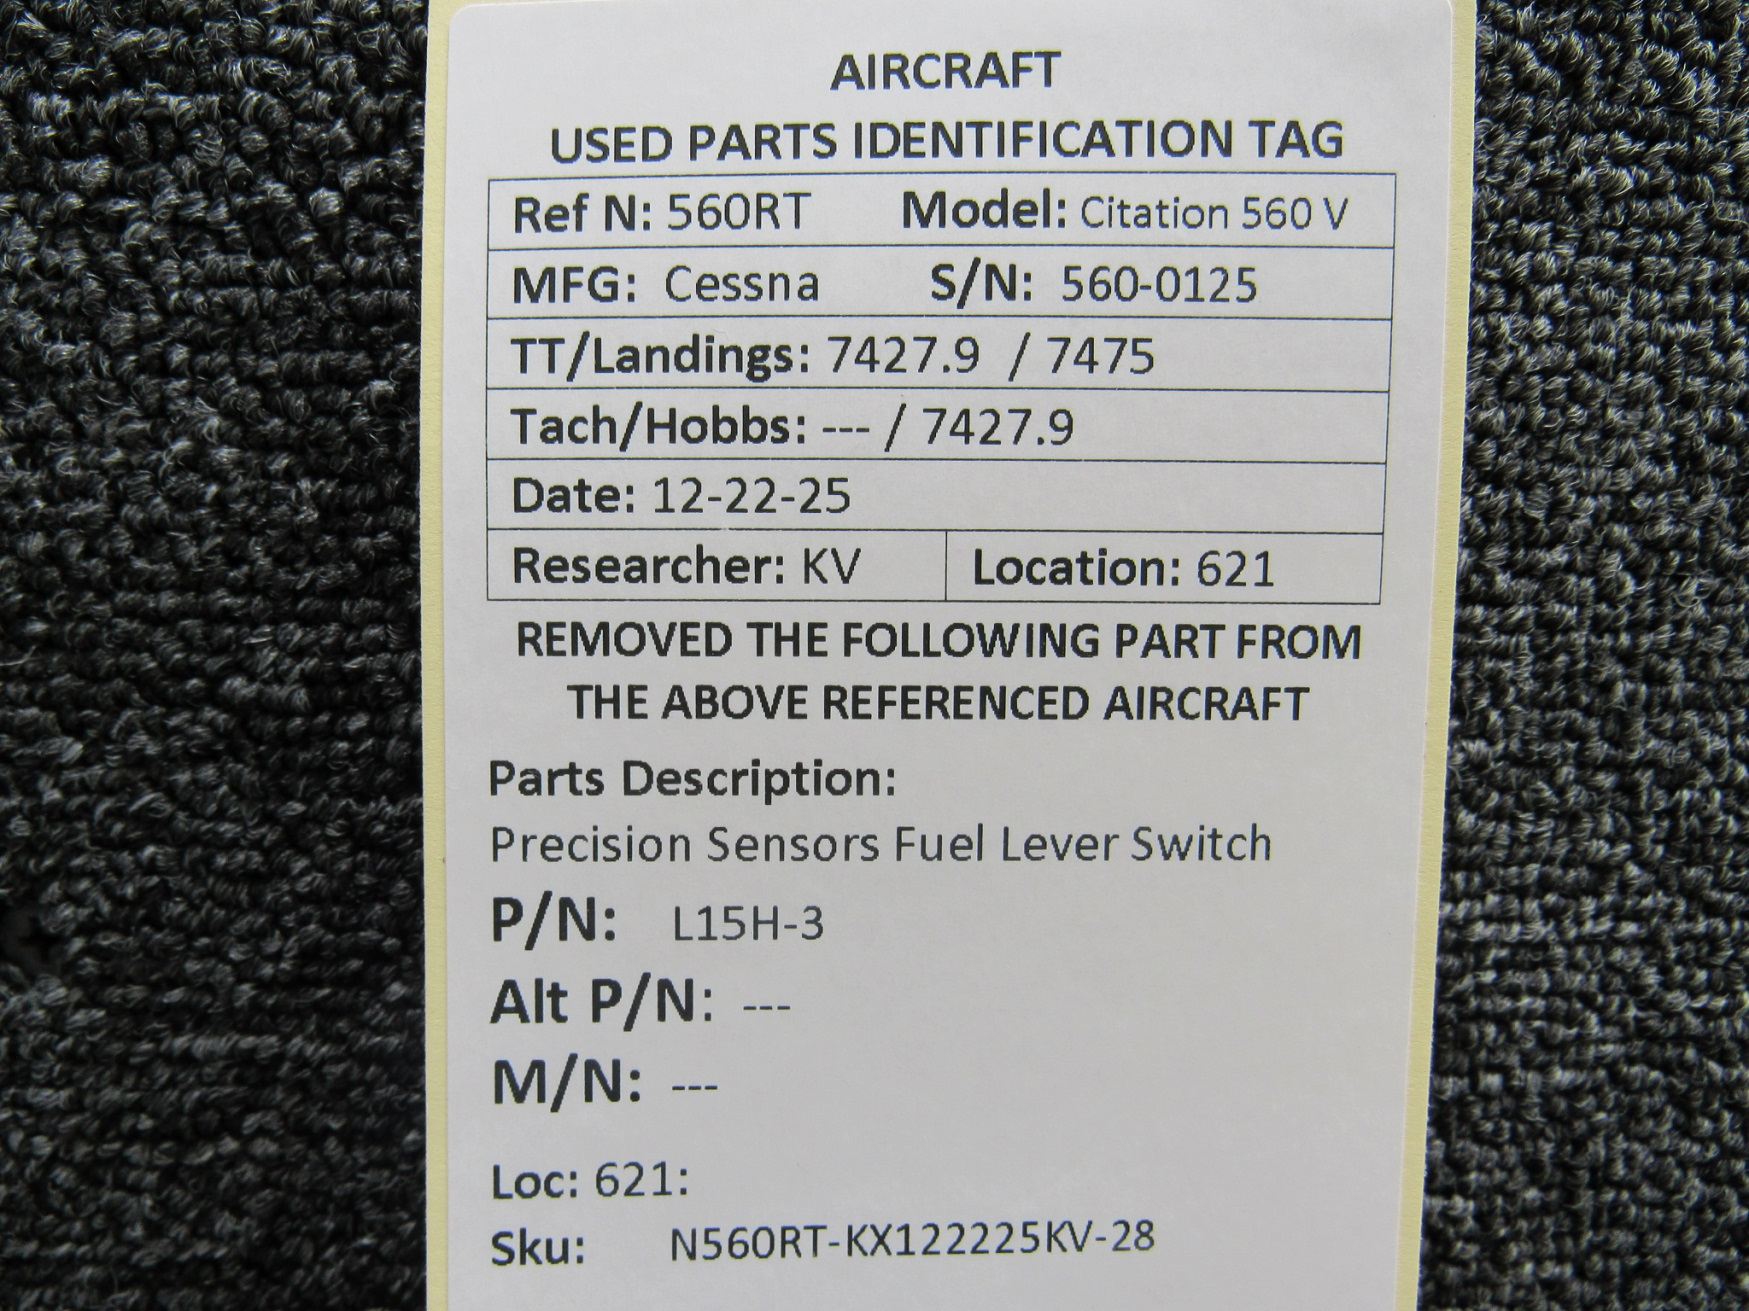 AIRCRAFT
USED PARTS IDENTIFICATION TAG
Ref N: 560RT Model: Citation 560 V
MFG: Cessna S/N: 560-0125
TT/Landings: 7427.9 / 7475
Tach/Hobbs: --- / 7427.9
Date: 12-22-25
Researcher: KV Location: 621
REMOVED THE FOLLOWING PART FROM
THE ABOVE REFERENCED AIRCRAFT
Parts Description:
Precision Sensors Fuel Lever Switch
P/N: L15H-3
Alt P/N: ---
M/N: ---
Loc: 621:
Sku: N560RT-KX122225KV-28